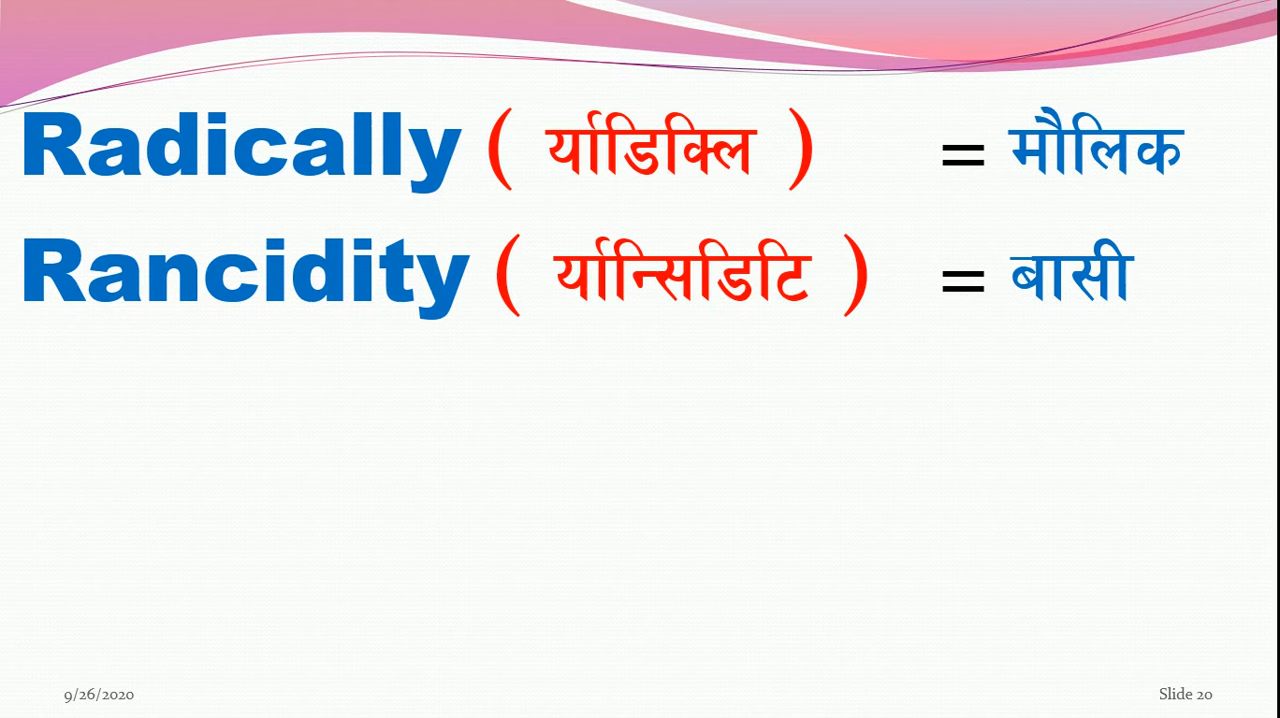 Radically ( र्याडिक्लि ) = मौलिक
Rancidity ( र्यान्सिडिटि ) = बासी
9/26/2020 Slide 20